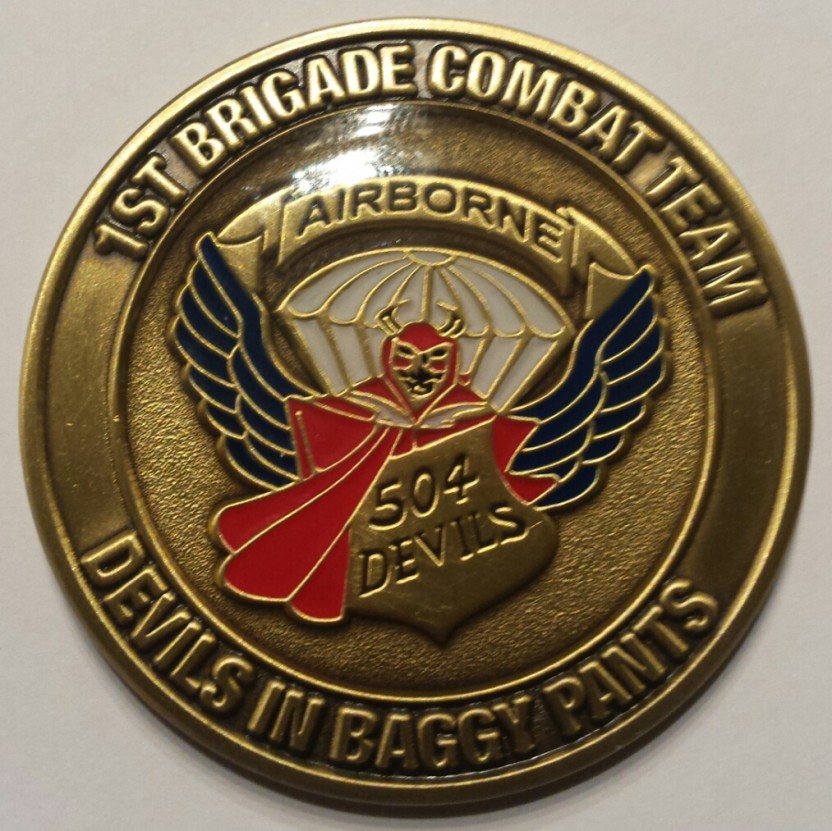 1ST BRIGADE COMBAT TEAM
AIRBORNE
504
DEVILS
DEVILS IN BAGGY PANTS